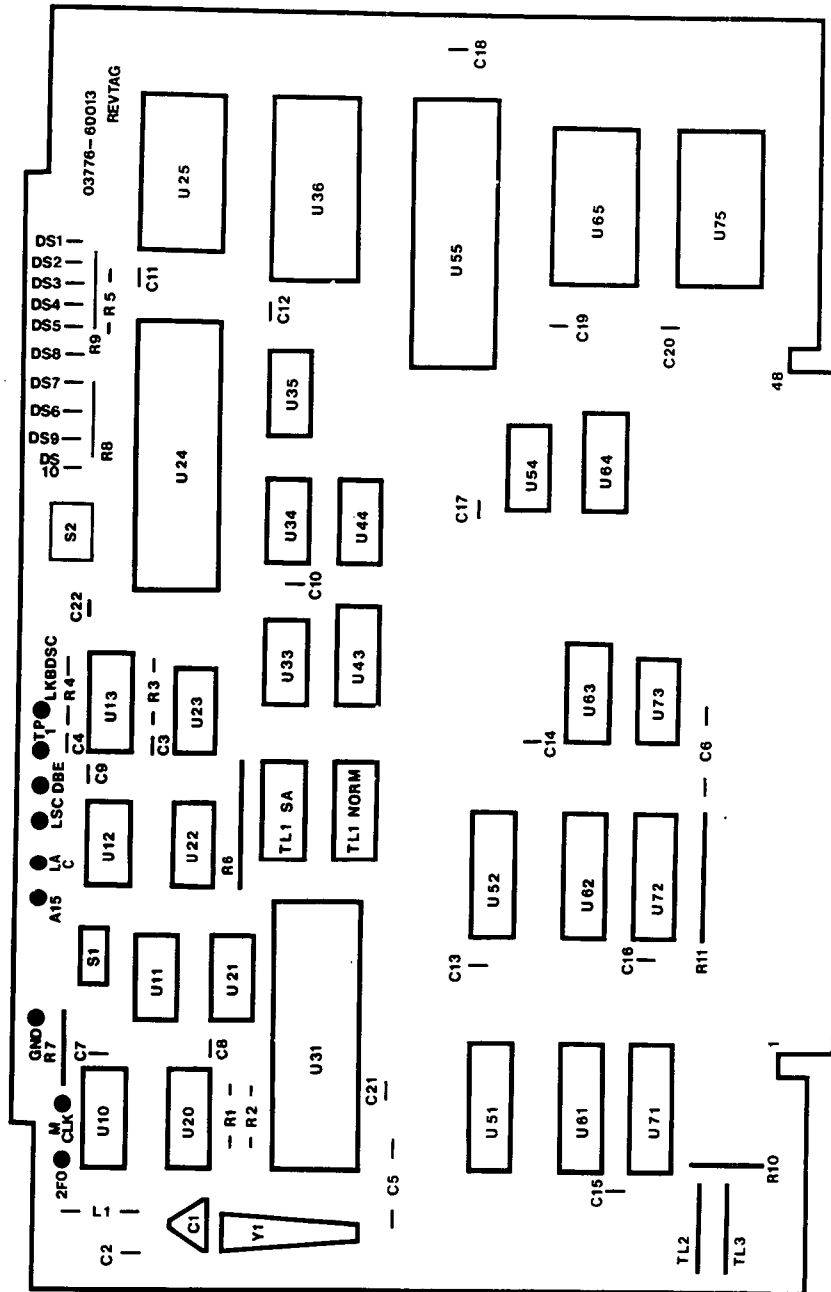 03776-60013
REVTAG
DS1
DS2
DS3
DS4
DS5
DS8
DS7
DS6
DS9
DS
10
R5
R9
R8
S2
C22
LKBDSC
TP
1
DBE
LSC
LA
C
A15
GND
R7
M
CLK
2FO
L1
C2
U25
C11
U24
R4
U13
R3
C4
C3
U23
C9
U12
U22
R6
S1
U11
U21
C7
C8
U10
U20
R1
R2
C1
Y1
U36
C12
U35
U34
U44
C10
U33
U43
TL1 SA
TL1 NORM
U31
C21
C5
C18
U55
U65
U75
C19
C20
48
C17
U54
U64
U63
U73
C14
C6
U52
U62
U72
C13
C16
R11
1
U51
U61
U71
C15
R10
TL2
TL3